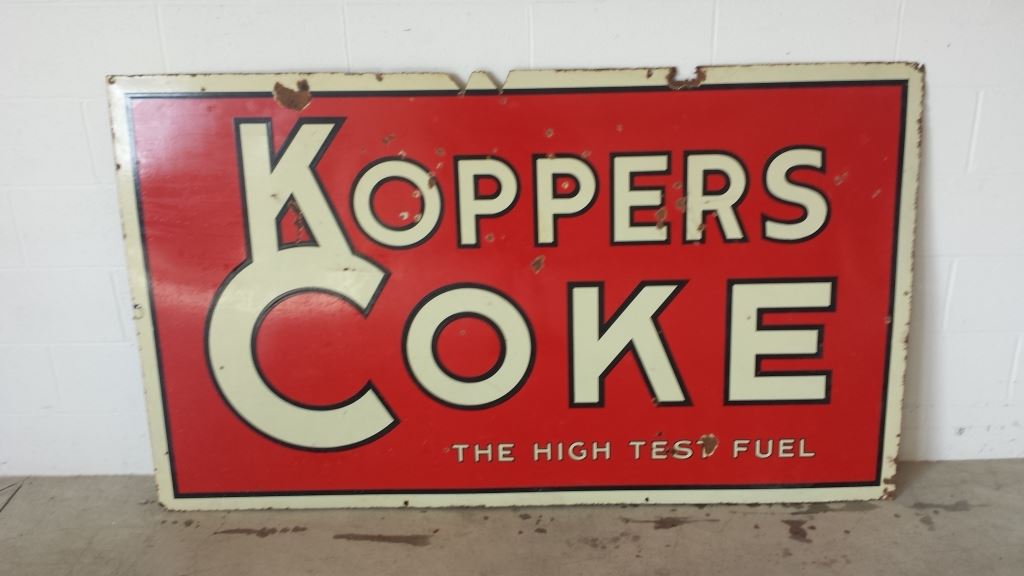 KOPPERS
COKE
THE HIGH TEST FUEL